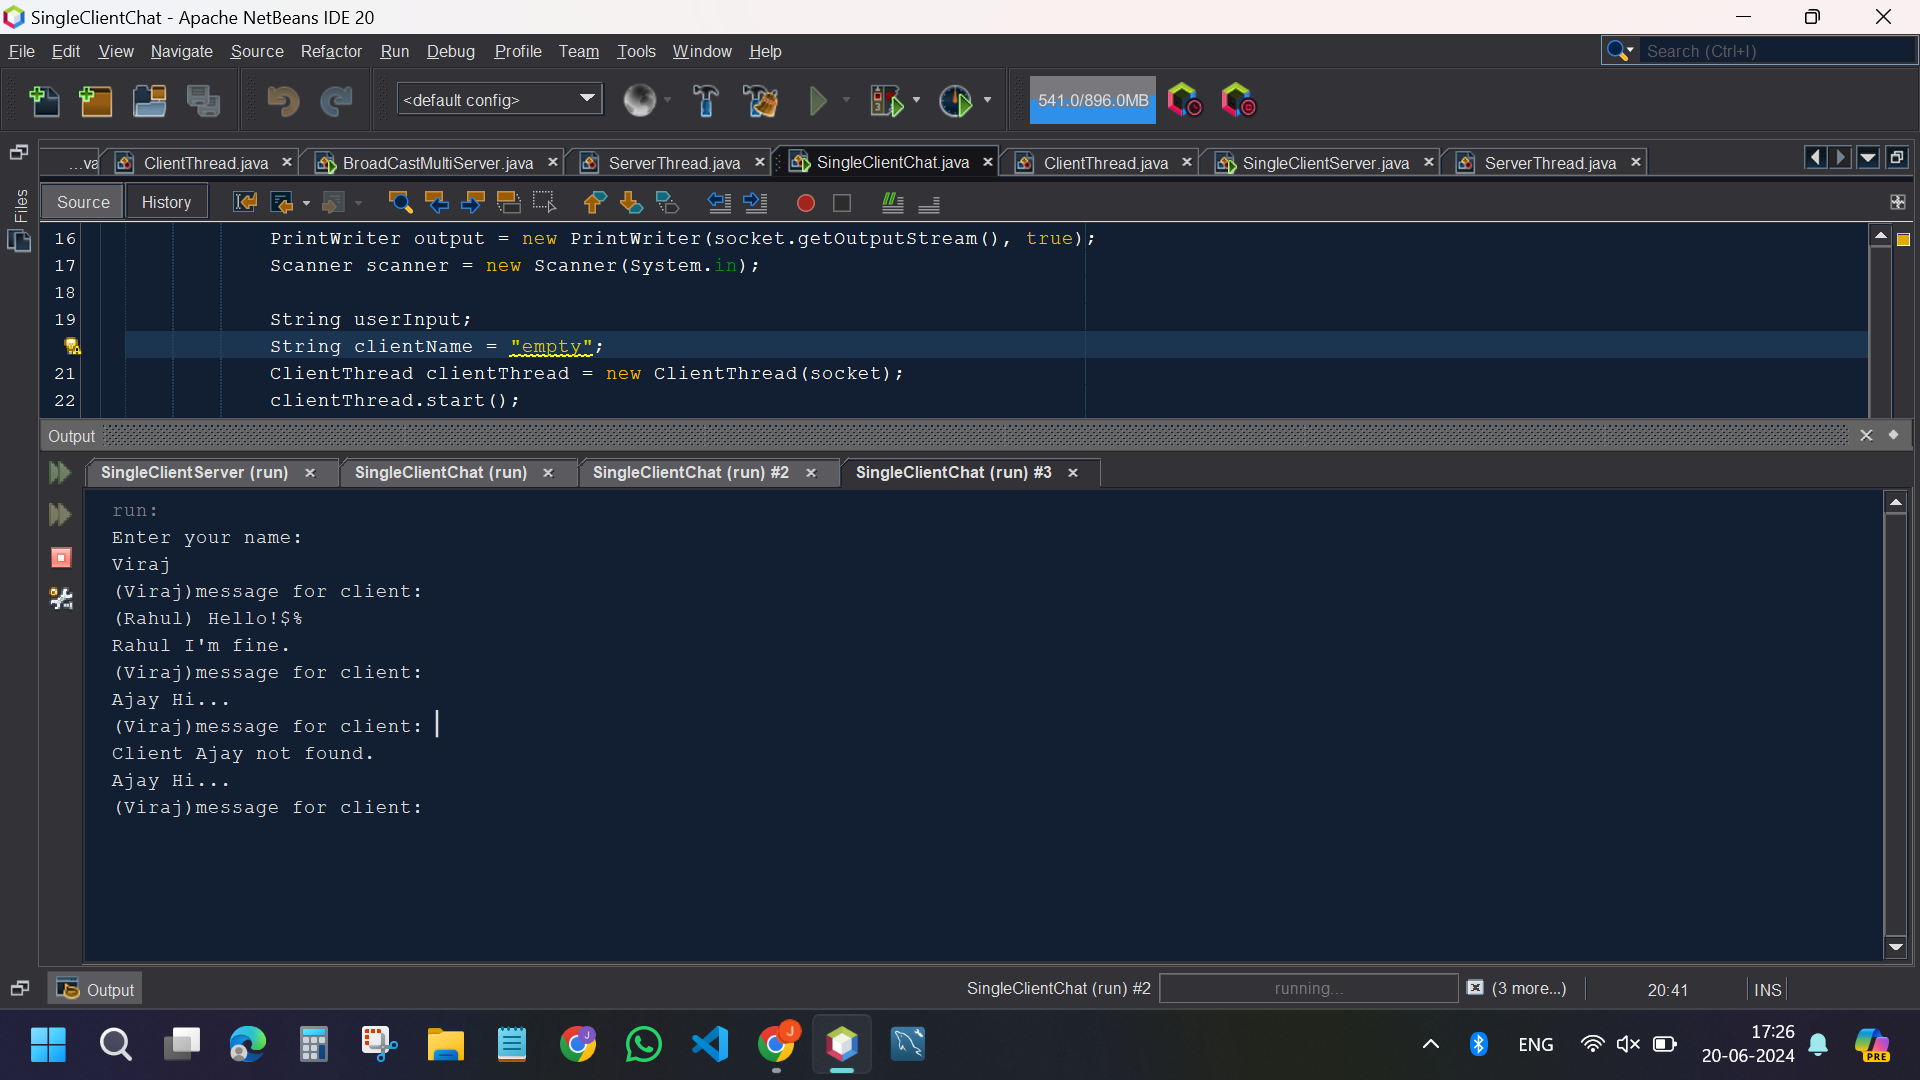 SingleClientChat - Apache NetBeans IDE 20
File Edit View Navigate Source Refactor Run Debug Profile Team Tools Window Help
Search (Ctrl+I)
<default config>
541.0/896.0MB
...va ClientThread.java BroadCastMultiServer.java ServerThread.java SingleClientChat.java ClientThread.java SingleClientServer.java ServerThread.java
Files
Source History
16 PrintWriter output = new PrintWriter(socket.getOutputStream(), true);
17 Scanner scanner = new Scanner(System.in);
18
19 String userInput;
String clientName = "empty";
21 ClientThread clientThread = new ClientThread(socket);
22 clientThread.start();
Output
SingleClientServer (run) SingleClientChat (run) SingleClientChat (run) #2 SingleClientChat (run) #3
run:
Enter your name:
Viraj
(Viraj)message for client:
(Rahul) Hello!$%
Rahul I'm fine.
(Viraj)message for client:
Ajay Hi...
(Viraj)message for client:
Client Ajay not found.
Ajay Hi...
(Viraj)message for client:
Output
SingleClientChat (run) #2 running... (3 more...) 20:41 INS
ENG
17:26
20-06-2024
PRE